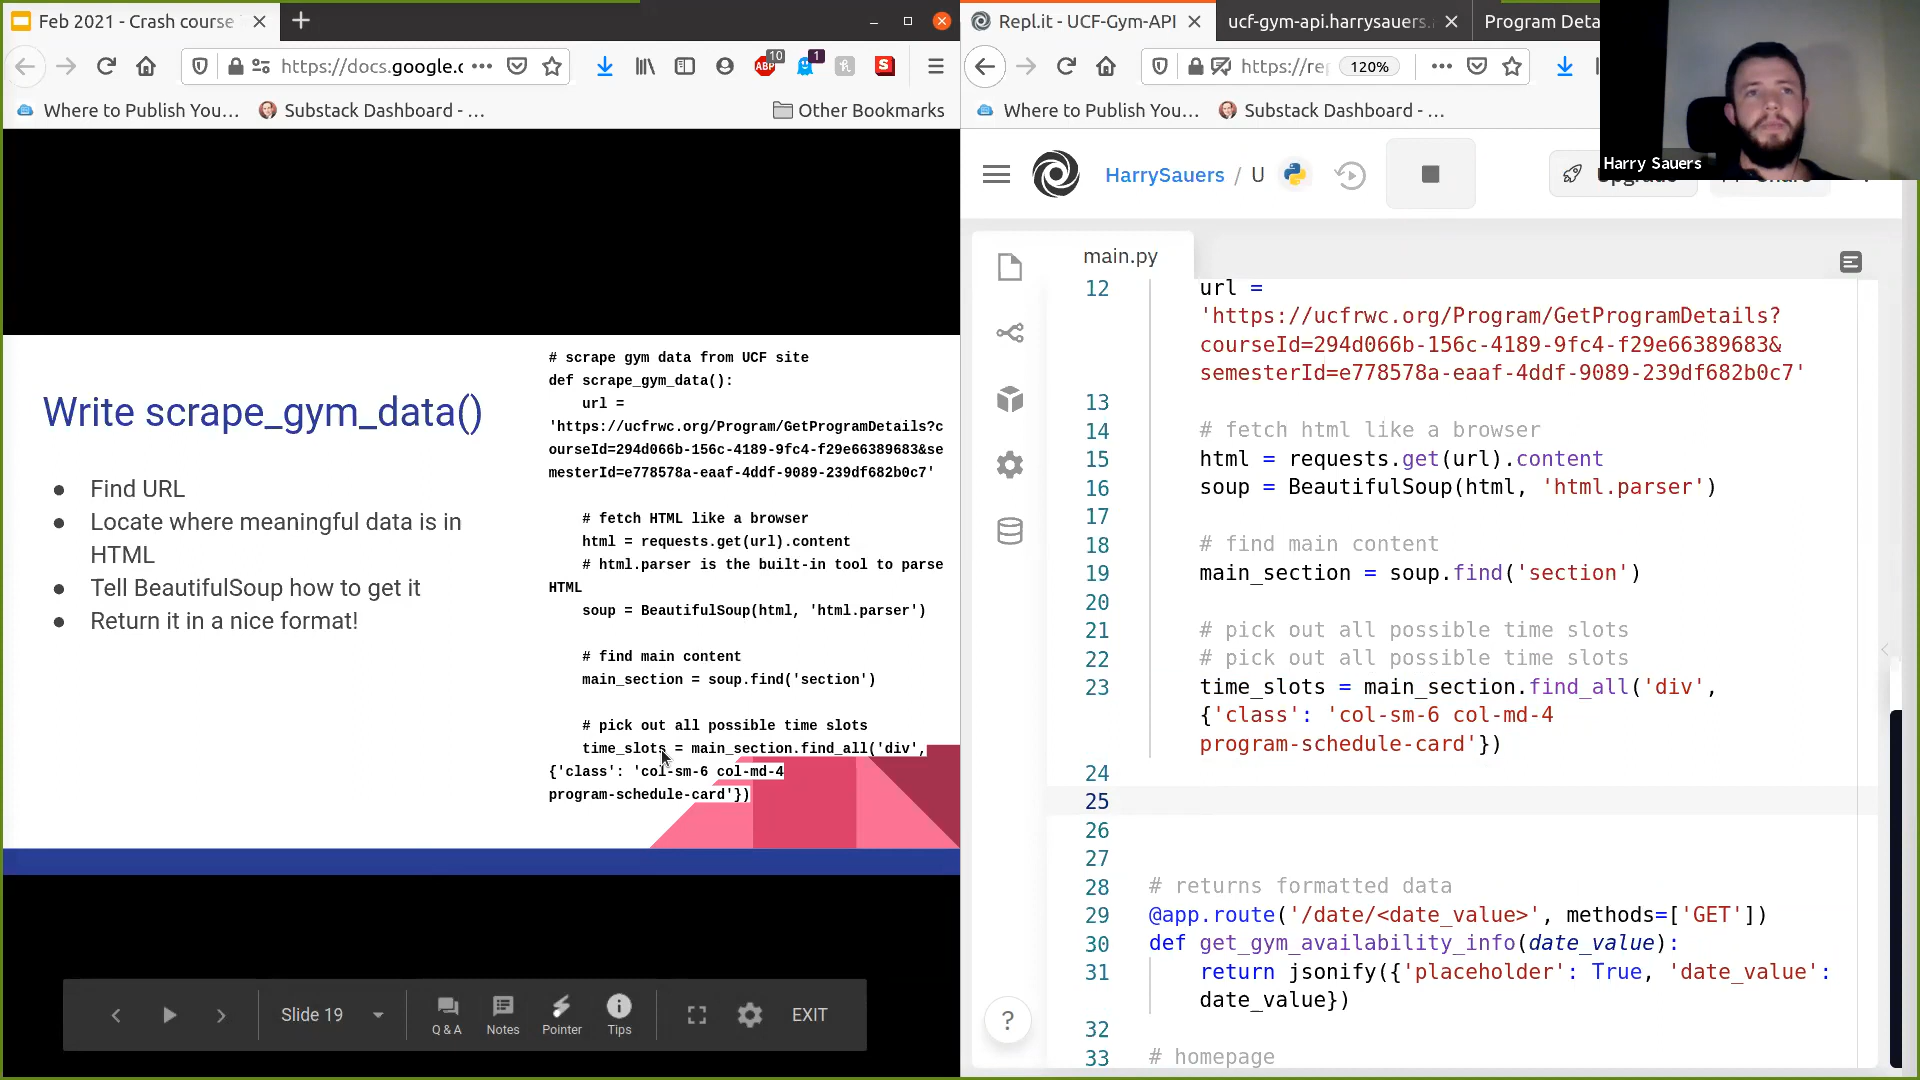 Feb 2021 - Crash course
https://docs.google.c
10
1
ABP
S
Where to Publish You...
Substack Dashboard - ...
Other Bookmarks
Write scrape_gym_data()
Find URL
Locate where meaningful data is in
HTML
Tell BeautifulSoup how to get it
Return it in a nice format!
# scrape gym data from UCF site
def scrape_gym_data():
url =
'https://ucfrwc.org/Program/GetProgramDetails?c
ourseId=294d066b-156c-4189-9fc4-f29e66389683&se
mesterId=e778578a-eaaf-4ddf-9089-239df682b0c7'
# fetch HTML like a browser
html = requests.get(url).content
# html.parser is the built-in tool to parse
HTML
soup = BeautifulSoup(html, 'html.parser')
# find main content
main_section = soup.find('section')
# pick out all possible time slots
time_slots = main_section.find_all('div',
{'class': 'col-sm-6 col-md-4
program-schedule-card'})
Slide 19
Q & A
Notes
Pointer
Tips
EXIT
Repl.it - UCF-Gym-API
ucf-gym-api.harrysauers.
Program Deta
https://rep
120%
Where to Publish You...
Substack Dashboard - ...
Harry Sauers
HarrySauers / U
main.py
12 url =
'https://ucfrwc.org/Program/GetProgramDetails?
courseId=294d066b-156c-4189-9fc4-f29e66389683&
semesterId=e778578a-eaaf-4ddf-9089-239df682b0c7'
13
14 # fetch html like a browser
15 html = requests.get(url).content
16 soup = BeautifulSoup(html, 'html.parser')
17
18 # find main content
19 main_section = soup.find('section')
20
21 # pick out all possible time slots
22 # pick out all possible time slots
23 time_slots = main_section.find_all('div',
{'class': 'col-sm-6 col-md-4
program-schedule-card'})
24
25
26
27
28 # returns formatted data
29 @app.route('/date/<date_value>', methods=['GET'])
30 def get_gym_availability_info(date_value):
31 return jsonify({'placeholder': True, 'date_value':
date_value})
32
33 # homepage
?